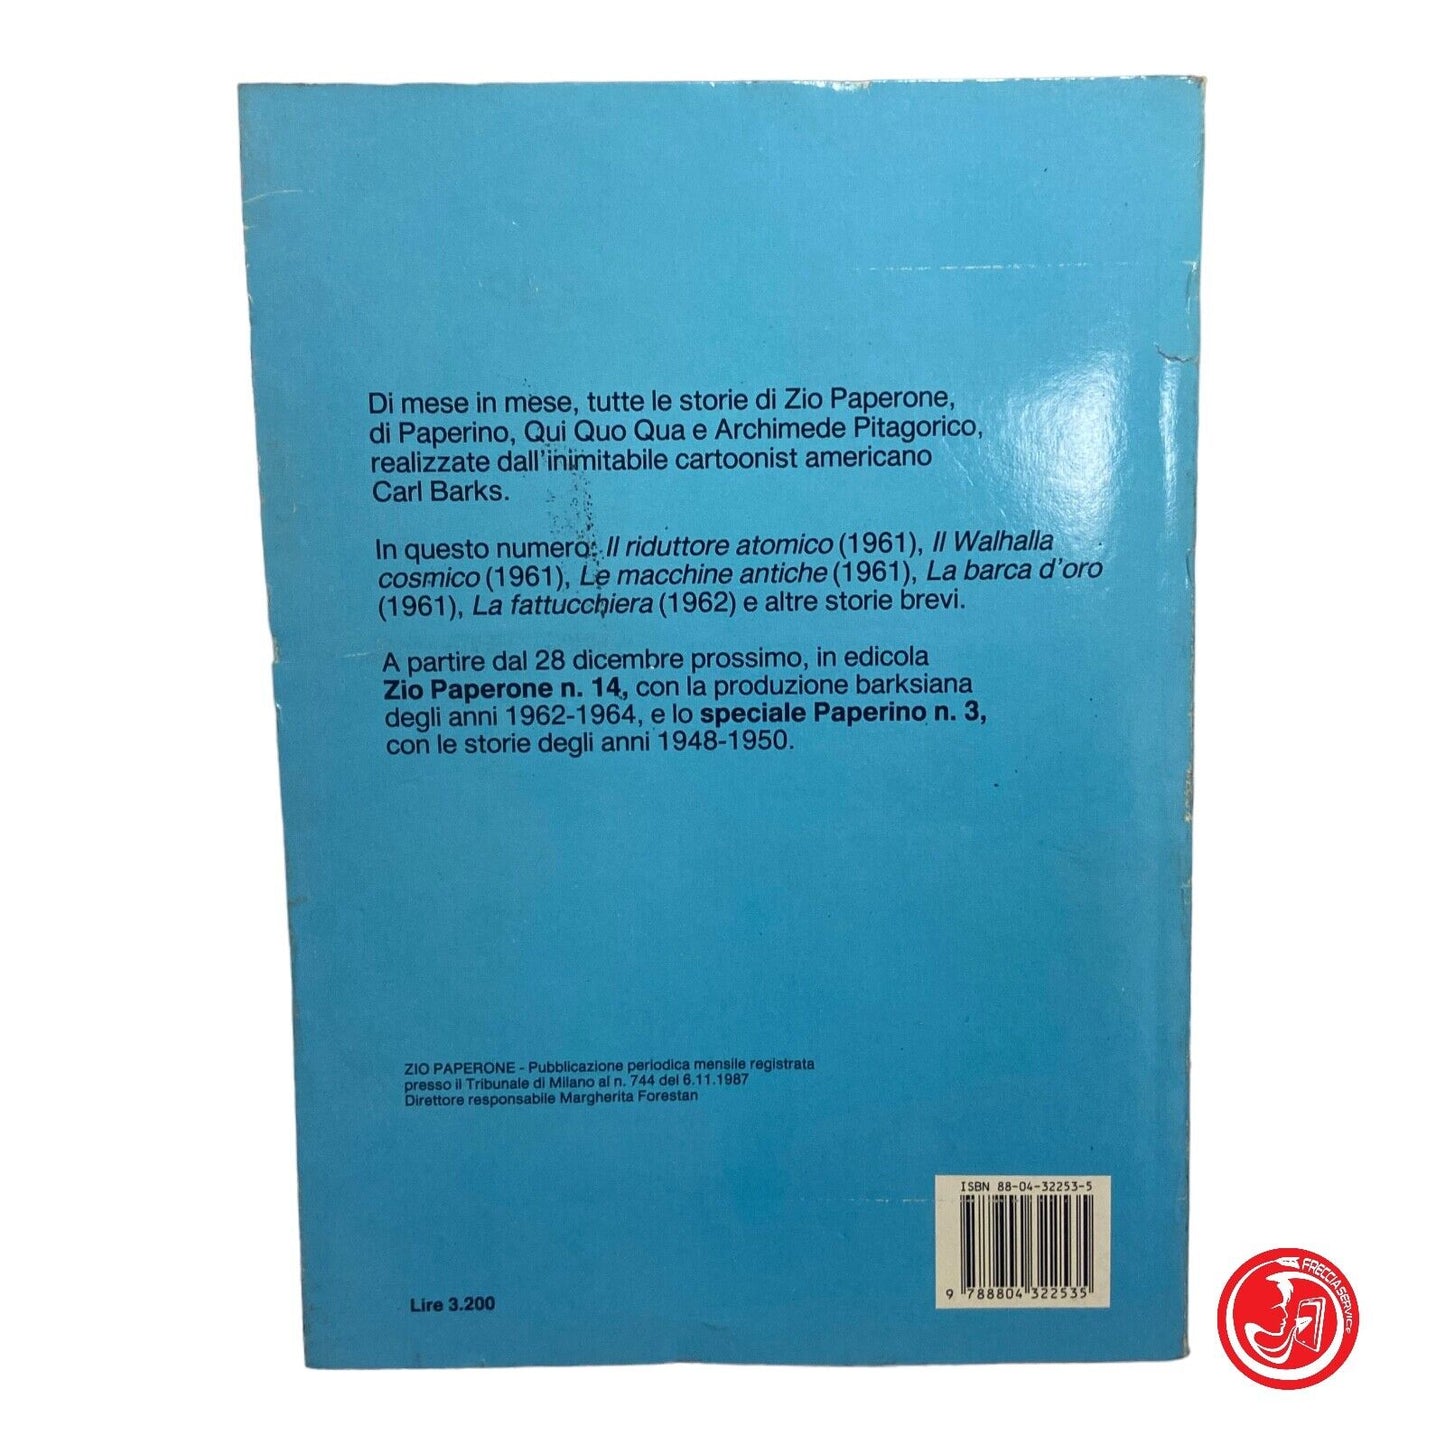 Di mese in mese, tutte le storie di Zio Paperone,
di Paperino, Qui Quo Qua e Archimede Pitagorico,
realizzate dall'inimitabile cartoonist americano
Carl Barks.
In questo numero: Il riduttore atomico (1961), Il Walhalla
cosmico (1961), Le macchine antiche (1961), La barca d'oro
(1961), La fattucchiera (1962) e altre storie brevi.
A partire dal 28 dicembre prossimo, in edicola
Zio Paperone n. 14, con la produzione barksiana
degli anni 1962-1964, e lo speciale Paperino n. 3,
con le storie degli anni 1948-1950.
ZIO PAPERONE - Pubblicazione periodica mensile registrata
presso il Tribunale di Milano al n. 744 del 6.11.1987
Direttore responsabile Margherita Forestan
ISBN 88-04-32253-5
9 788804 322535
Lire 3.200
FRECCIASERVICE